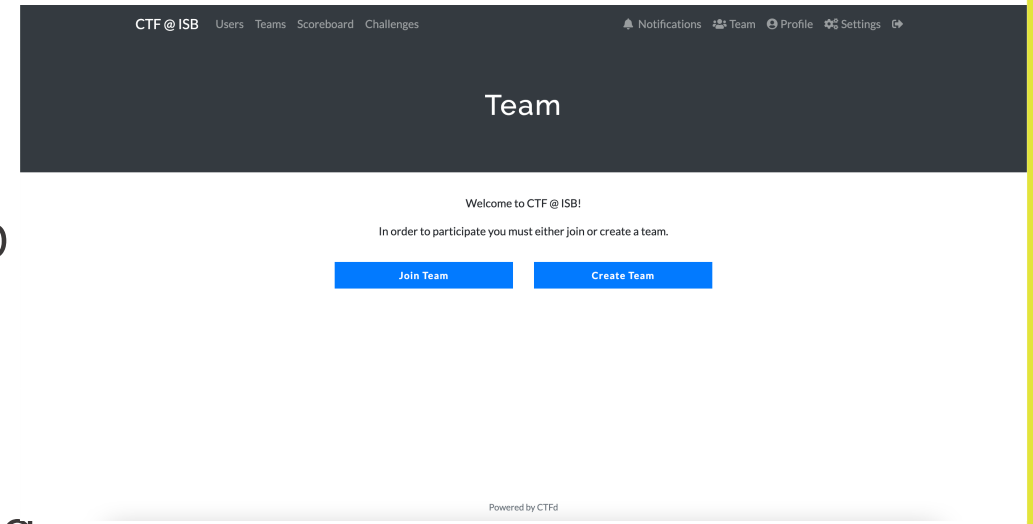 CTF @ ISB Users Teams Scoreboard Challenges Notifications Team Profile Settings
Team
Welcome to CTF @ ISB!
In order to participate you must either join or create a team.
Join Team Create Team
Powered by CTFd